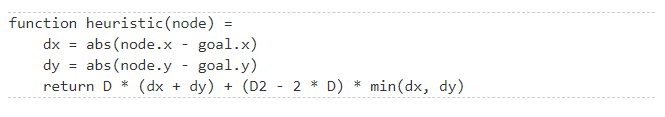 function heuristic(node) =
    dx = abs(node.x - goal.x)
    dy = abs(node.y - goal.y)
    return D * (dx + dy) + (D2 - 2 * D) * min(dx, dy)